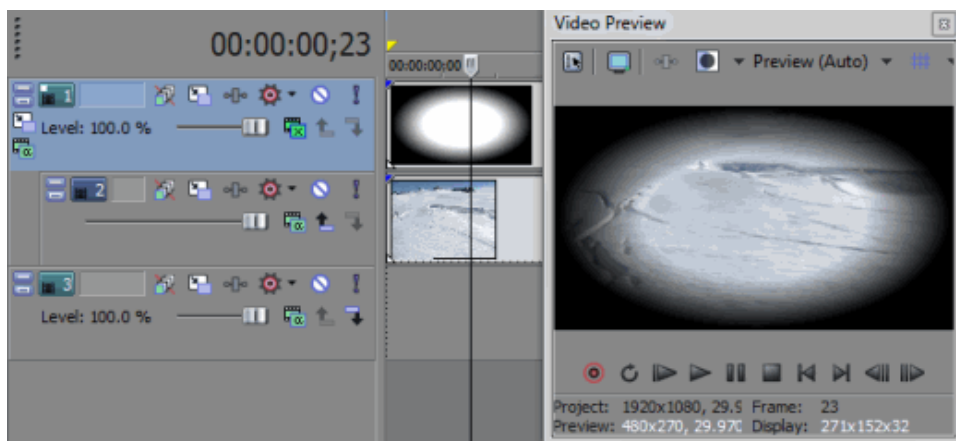 00:00:00;23
00:00:00;00
1
Level: 100.0 %
2
3
Level: 100.0 %
Video Preview
Preview (Auto)
Project: 1920x1080, 29.9 Frame: 23
Preview: 480x270, 29.970 Display: 271x152x32